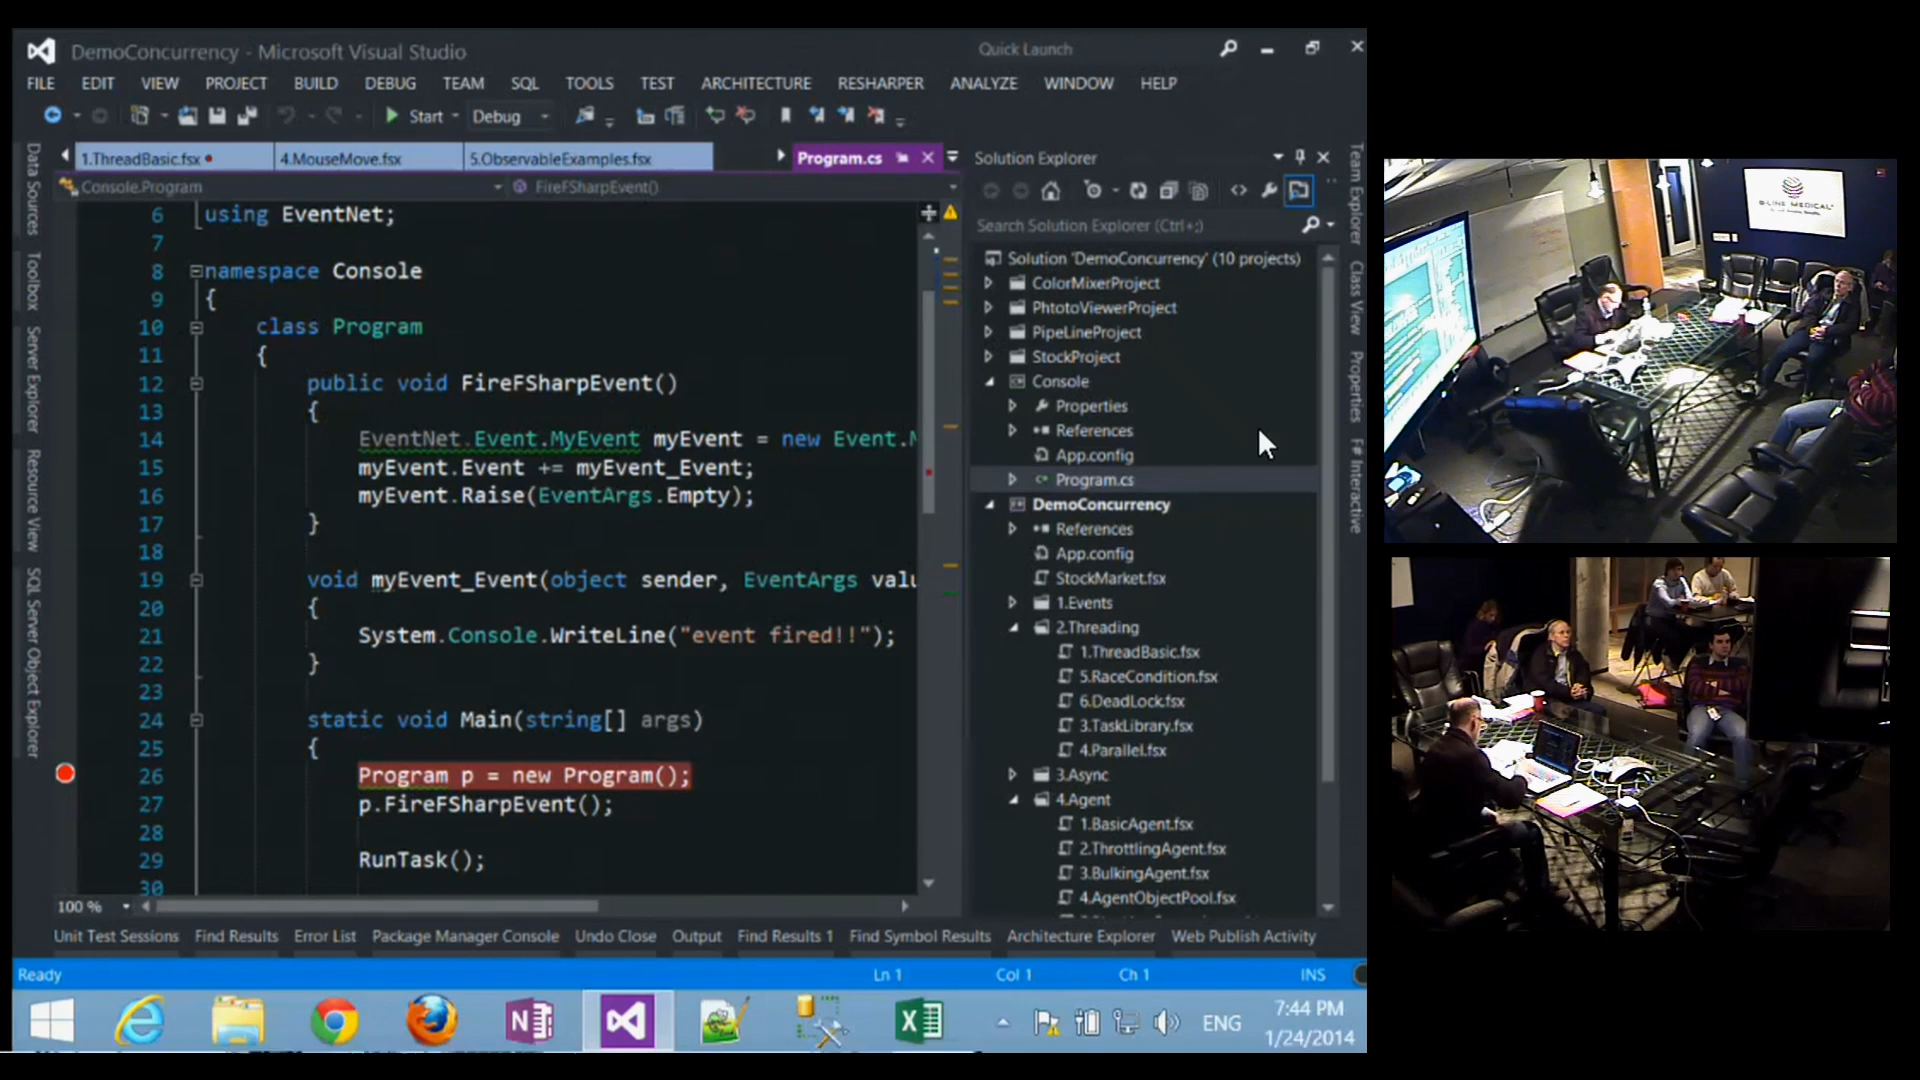 DemoConcurrency - Microsoft Visual Studio
Quick Launch
FILE EDIT VIEW PROJECT BUILD DEBUG TEAM SQL TOOLS TEST ARCHITECTURE RESHARPER ANALYZE WINDOW HELP
Start Debug
1.ThreadBasic.fsx 4.MouseMove.fsx 5.ObservableExamples.fsx Program.cs
Console.Program FireFSharpEvent()
6 using EventNet;
7
8 namespace Console
9 {
10 class Program
11 {
12 public void FireFSharpEvent()
13 {
14 EventNet.Event.MyEvent myEvent = new Event.M
15 myEvent.Event += myEvent_Event;
16 myEvent.Raise(EventArgs.Empty);
17 }
18
19 void myEvent_Event(object sender, EventArgs valu
20 {
21 System.Console.WriteLine("event fired!!");
22 }
23
24 static void Main(string[] args)
25 {
26 Program p = new Program();
27 p.FireFSharpEvent();
28
29 RunTask();
30
100 %
Data Sources
Toolbox
Server Explorer
Resource View
SQL Server Object Explorer
Solution Explorer
Search Solution Explorer (Ctrl+;)
Solution 'DemoConcurrency' (10 projects)
ColorMixerProject
PhtotoViewerProject
PipeLineProject
StockProject
Console
Properties
References
App.config
Program.cs
DemoConcurrency
References
App.config
StockMarket.fsx
1.Events
2.Threading
1.ThreadBasic.fsx
5.RaceCondition.fsx
6.DeadLock.fsx
3.TaskLibrary.fsx
4.Parallel.fsx
3.Async
4.Agent
1.BasicAgent.fsx
2.ThrottlingAgent.fsx
3.BulkingAgent.fsx
4.AgentObjectPool.fsx
Team Explorer
Class View
Properties
F# Interactive
Unit Test Sessions Find Results Error List Package Manager Console Undo Close Output Find Results 1 Find Symbol Results Architecture Explorer Web Publish Activity
Ready Ln 1 Col 1 Ch 1 INS
ENG
7:44 PM
1/24/2014
B-LINE MEDICAL